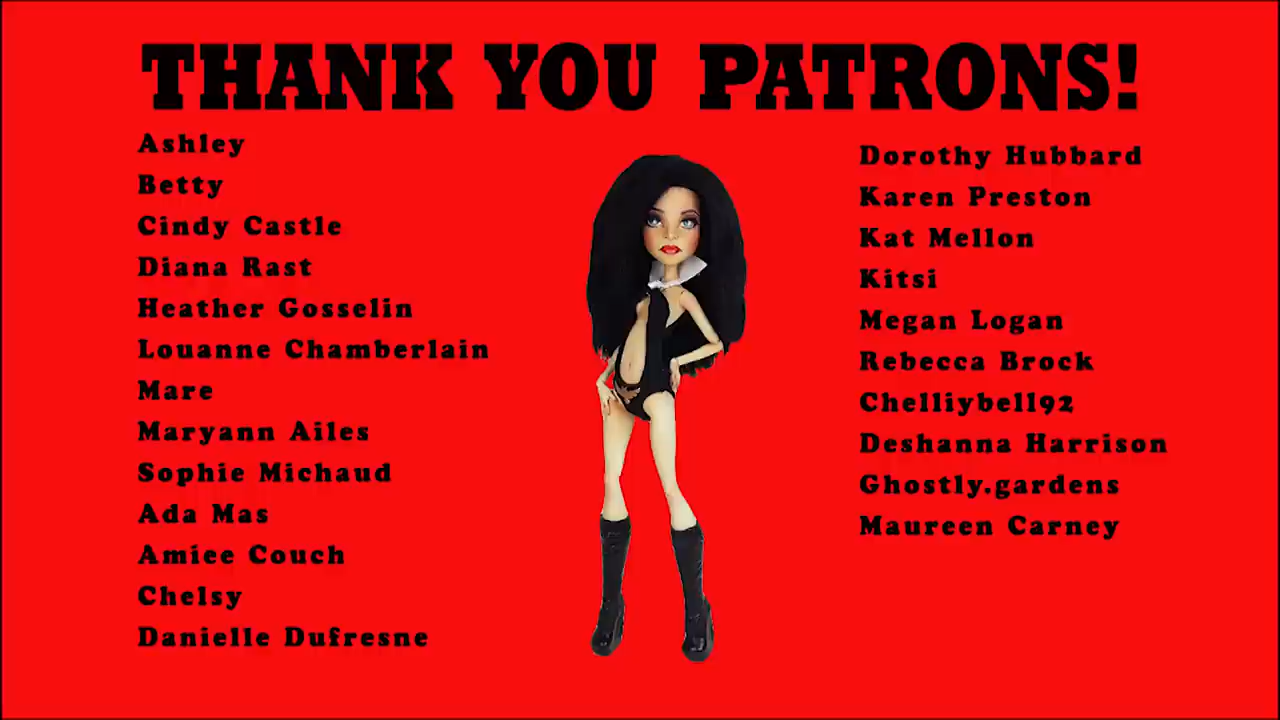 THANK YOU PATRONS!
Ashley
Betty
Cindy Castle
Diana Rast
Heather Gosselin
Louanne Chamberlain
Mare
Maryann Ailes
Sophie Michaud
Ada Mas
Amiee Couch
Chelsy
Danielle Dufresne
Dorothy Hubbard
Karen Preston
Kat Mellon
Kitsi
Megan Logan
Rebecca Brock
Chelliybell92
Deshanna Harrison
Ghostly.gardens
Maureen Carney